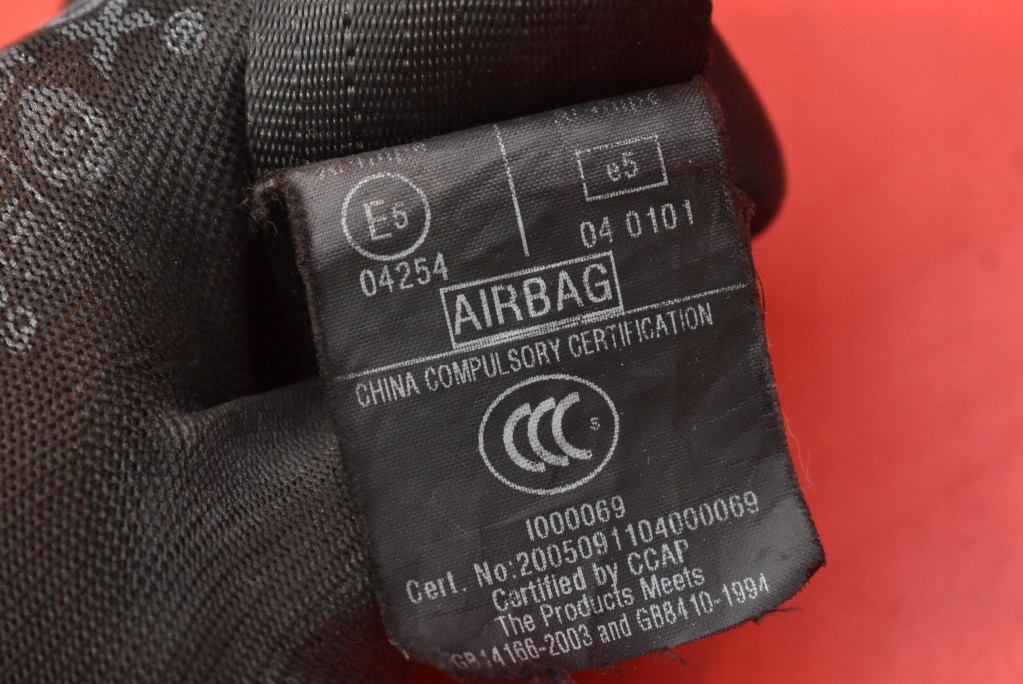 E5
e5
04254
04 0101
AIRBAG
CHINA COMPULSORY CERTIFICATION
CCC S
I000069
Cert. No:2005091104000069
Certified by CCAP
The Products Meets
GB14166-2003 and GB8410-1994